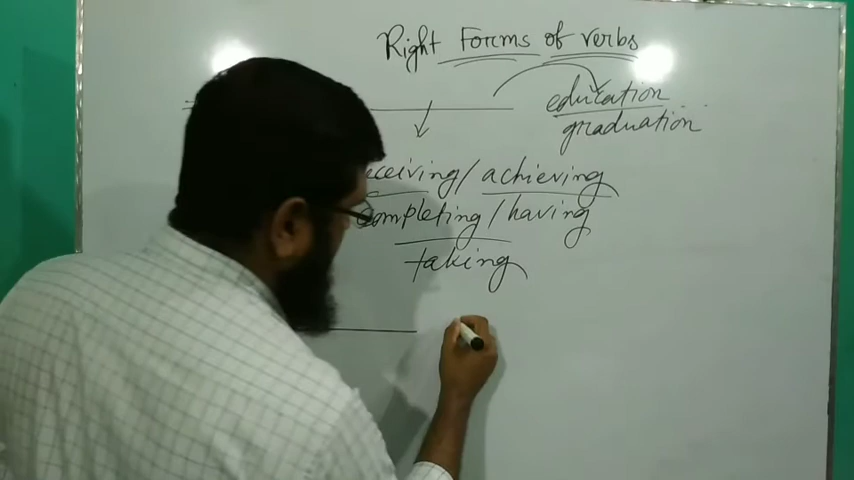 Right Forms of verbs
education
graduation
achieving
completing / having
taking